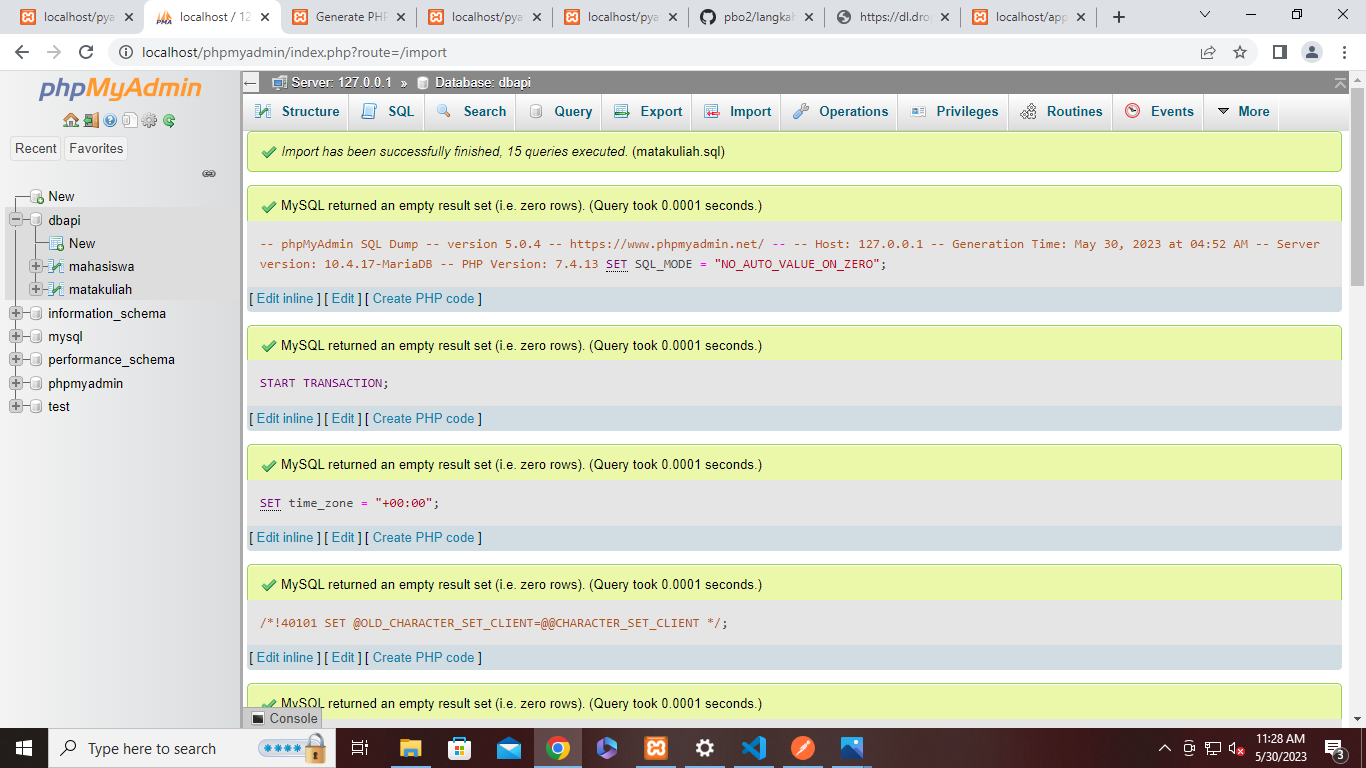 localhost/pya
localhost / 12
Generate PHP
localhost/pya
localhost/pya
pbo2/langkah
https://dl.drop
localhost/app
localhost/phpmyadmin/index.php?route=/import
phpMyAdmin
Recent
Favorites
New
dbapi
New
mahasiswa
matakuliah
information_schema
mysql
performance_schema
phpmyadmin
test
Server: 127.0.0.1 » Database: dbapi
Structure
SQL
Search
Query
Export
Import
Operations
Privileges
Routines
Events
More
Import has been successfully finished, 15 queries executed. (matakuliah.sql)
MySQL returned an empty result set (i.e. zero rows). (Query took 0.0001 seconds.)
-- phpMyAdmin SQL Dump -- version 5.0.4 -- https://www.phpmyadmin.net/ -- -- Host: 127.0.0.1 -- Generation Time: May 30, 2023 at 04:52 AM -- Server
version: 10.4.17-MariaDB -- PHP Version: 7.4.13 SET SQL_MODE = "NO_AUTO_VALUE_ON_ZERO";
[ Edit inline ] [ Edit ] [ Create PHP code ]
MySQL returned an empty result set (i.e. zero rows). (Query took 0.0001 seconds.)
START TRANSACTION;
[ Edit inline ] [ Edit ] [ Create PHP code ]
MySQL returned an empty result set (i.e. zero rows). (Query took 0.0001 seconds.)
SET time_zone = "+00:00";
[ Edit inline ] [ Edit ] [ Create PHP code ]
MySQL returned an empty result set (i.e. zero rows). (Query took 0.0001 seconds.)
/*!40101 SET @OLD_CHARACTER_SET_CLIENT=@@CHARACTER_SET_CLIENT */;
[ Edit inline ] [ Edit ] [ Create PHP code ]
MySQL returned an empty result set (i.e. zero rows). (Query took 0.0001 seconds.)
Console
Type here to search
11:28 AM
5/30/2023
3